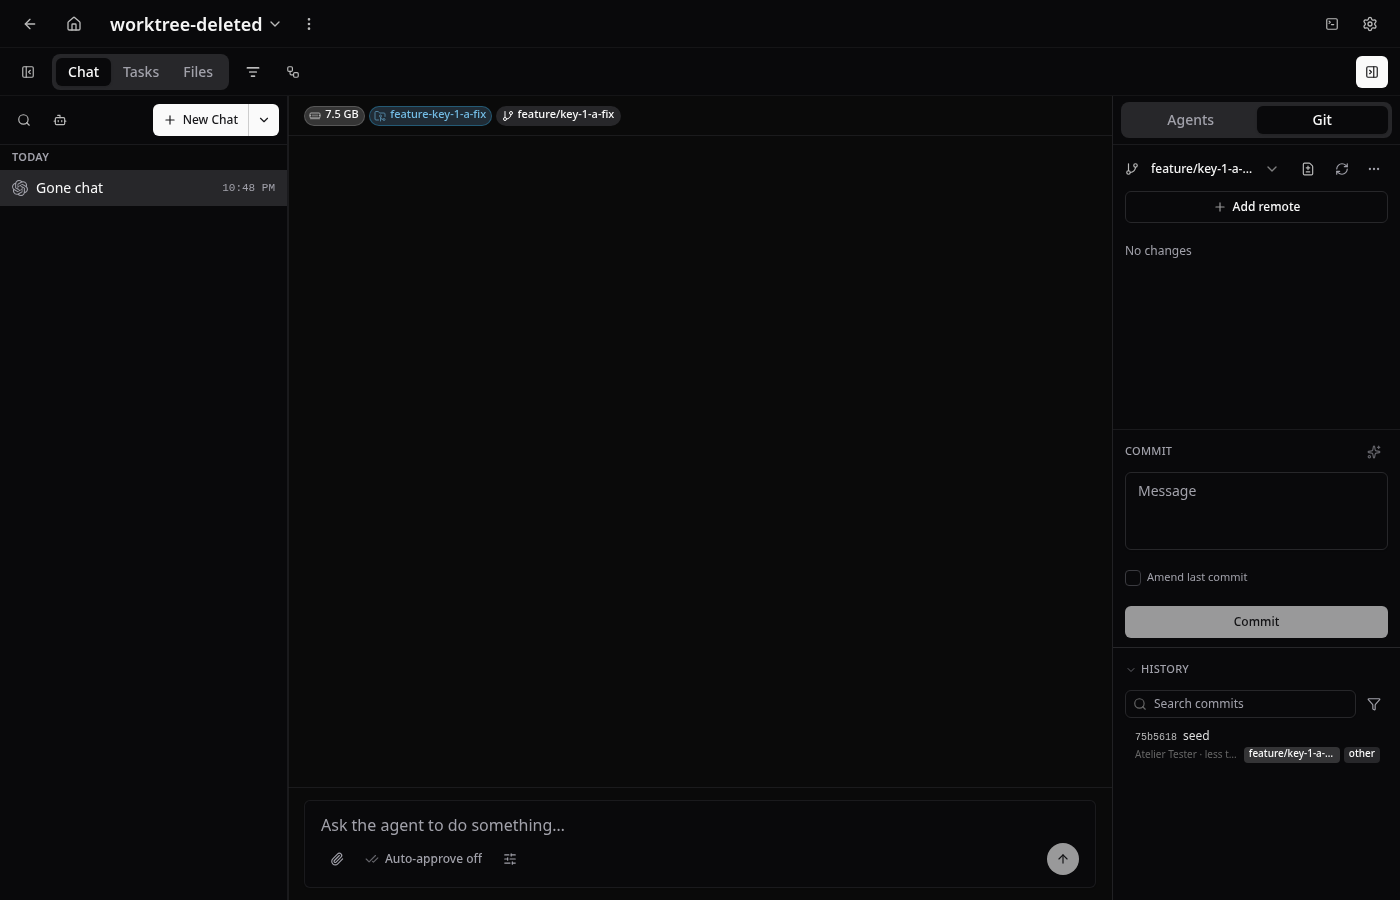 worktree-deleted
Chat Tasks Files
New Chat
7.5 GB feature-key-1-a-fix feature/key-1-a-fix
Agents Git
TODAY
Gone chat 10:48 PM
feature/key-1-a-...
Add remote
No changes
COMMIT
Message
Amend last commit
Commit
HISTORY
Search commits
75b5618 seed
Atelier Tester · less t... feature/key-1-a-... other
Ask the agent to do something...
Auto-approve off